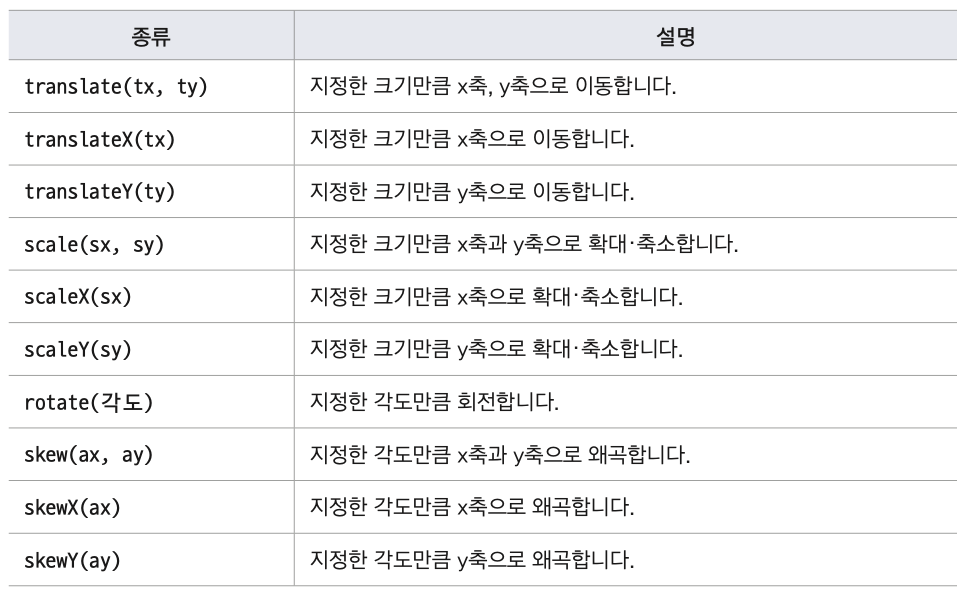 종류 설명
translate(tx, ty) 지정한 크기만큼 x축, y축으로 이동합니다.
translateX(tx) 지정한 크기만큼 x축으로 이동합니다.
translateY(ty) 지정한 크기만큼 y축으로 이동합니다.
scale(sx, sy) 지정한 크기만큼 x축과 y축으로 확대·축소합니다.
scaleX(sx) 지정한 크기만큼 x축으로 확대·축소합니다.
scaleY(sy) 지정한 크기만큼 y축으로 확대·축소합니다.
rotate(각도) 지정한 각도만큼 회전합니다.
skew(ax, ay) 지정한 각도만큼 x축과 y축으로 왜곡합니다.
skewX(ax) 지정한 각도만큼 x축으로 왜곡합니다.
skewY(ay) 지정한 각도만큼 y축으로 왜곡합니다.